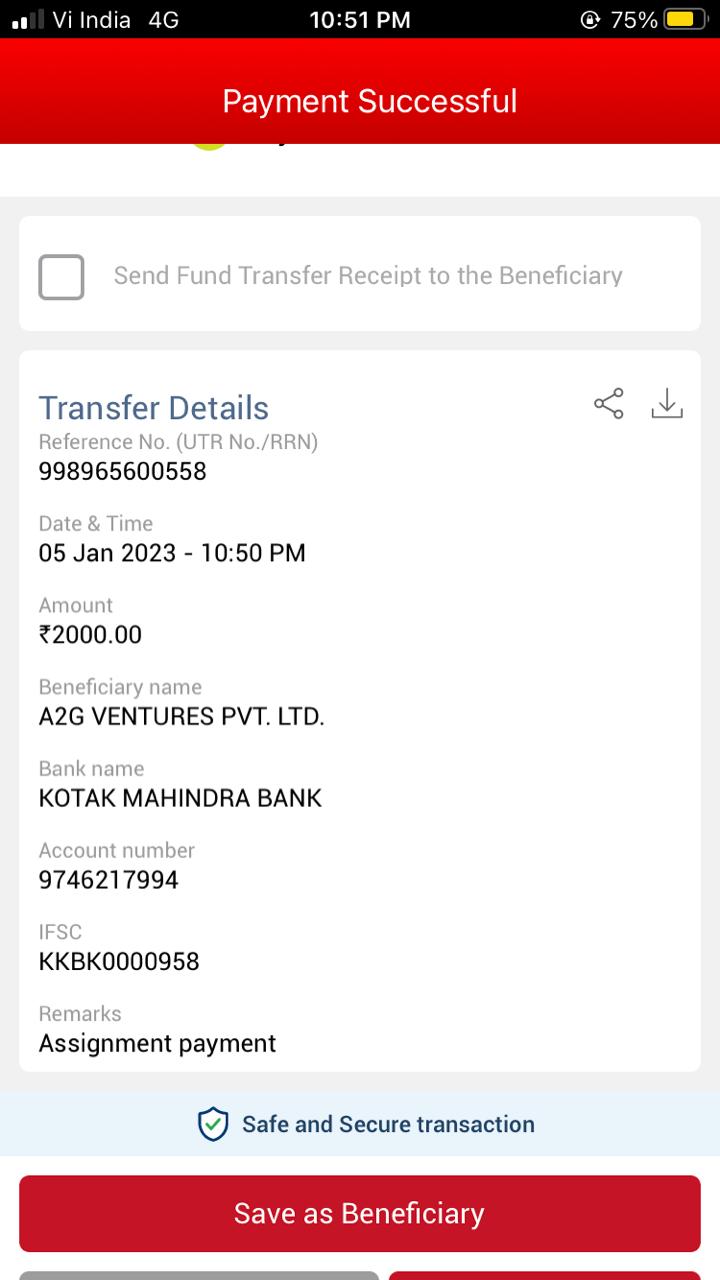 Vi India 4G 10:51 PM 75%
Payment Successful
Send Fund Transfer Receipt to the Beneficiary
Transfer Details
Reference No. (UTR No./RRN)
998965600558
Date & Time
05 Jan 2023 - 10:50 PM
Amount
₹2000.00
Beneficiary name
A2G VENTURES PVT. LTD.
Bank name
KOTAK MAHINDRA BANK
Account number
9746217994
IFSC
KKBK0000958
Remarks
Assignment payment
Safe and Secure transaction
Save as Beneficiary